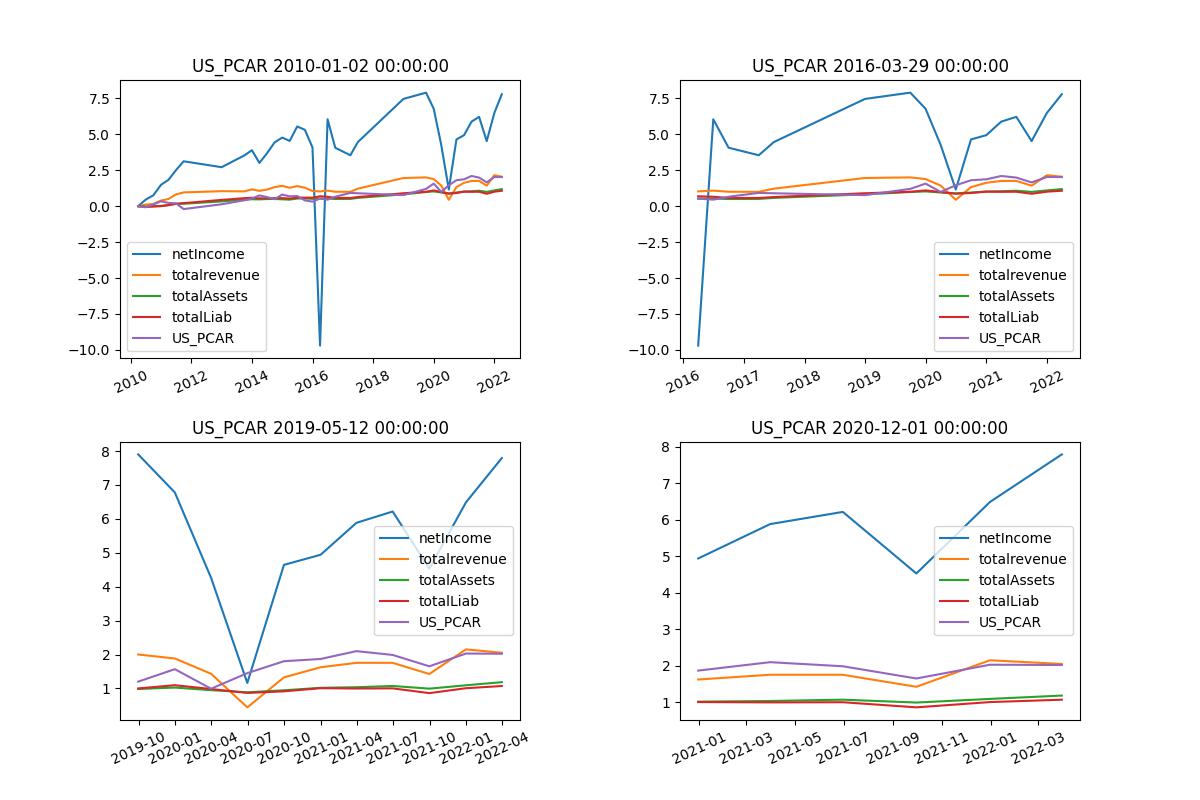 US_PCAR 2010-01-02 00:00:00
7.5
5.0
2.5
0.0
−2.5
−5.0
−7.5
−10.0
netIncome
totalrevenue
totalAssets
totalLiab
US_PCAR
2010 2012 2014 2016 2018 2020 2022
US_PCAR 2016-03-29 00:00:00
7.5
5.0
2.5
0.0
−2.5
−5.0
−7.5
−10.0
netIncome
totalrevenue
totalAssets
totalLiab
US_PCAR
2016 2017 2018 2019 2020 2021 2022
US_PCAR 2019-05-12 00:00:00
8
7
6
5
4
3
2
1
netIncome
totalrevenue
totalAssets
totalLiab
US_PCAR
2019-10 2020-01 2020-04 2020-07 2020-10 2021-01 2021-04 2021-07 2021-10 2022-01 2022-04
US_PCAR 2020-12-01 00:00:00
8
7
6
5
4
3
2
1
netIncome
totalrevenue
totalAssets
totalLiab
US_PCAR
2021-01 2021-03 2021-05 2021-07 2021-09 2021-11 2022-01 2022-03